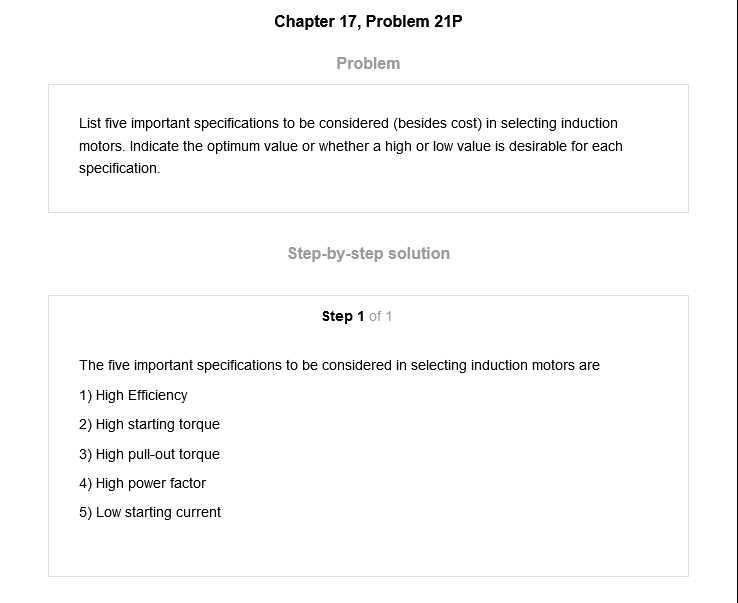 Chapter 17, Problem 21P
Problem
List five important specifications to be considered (besides cost) in selecting induction
motors. Indicate the optimum value or whether a high or low value is desirable for each
specification.
Step-by-step solution
Step 1 of 1
The five important specifications to be considered in selecting induction motors are
1) High Efficiency
2) High starting torque
3) High pull-out torque
4) High power factor
5) Low starting current